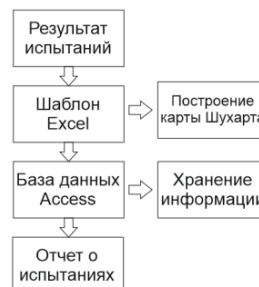 Результат
испытаний
Шаблон
Excel
Построение
карты Шухарта
База данных
Access
Хранение
информации
Отчет о
испытаниях